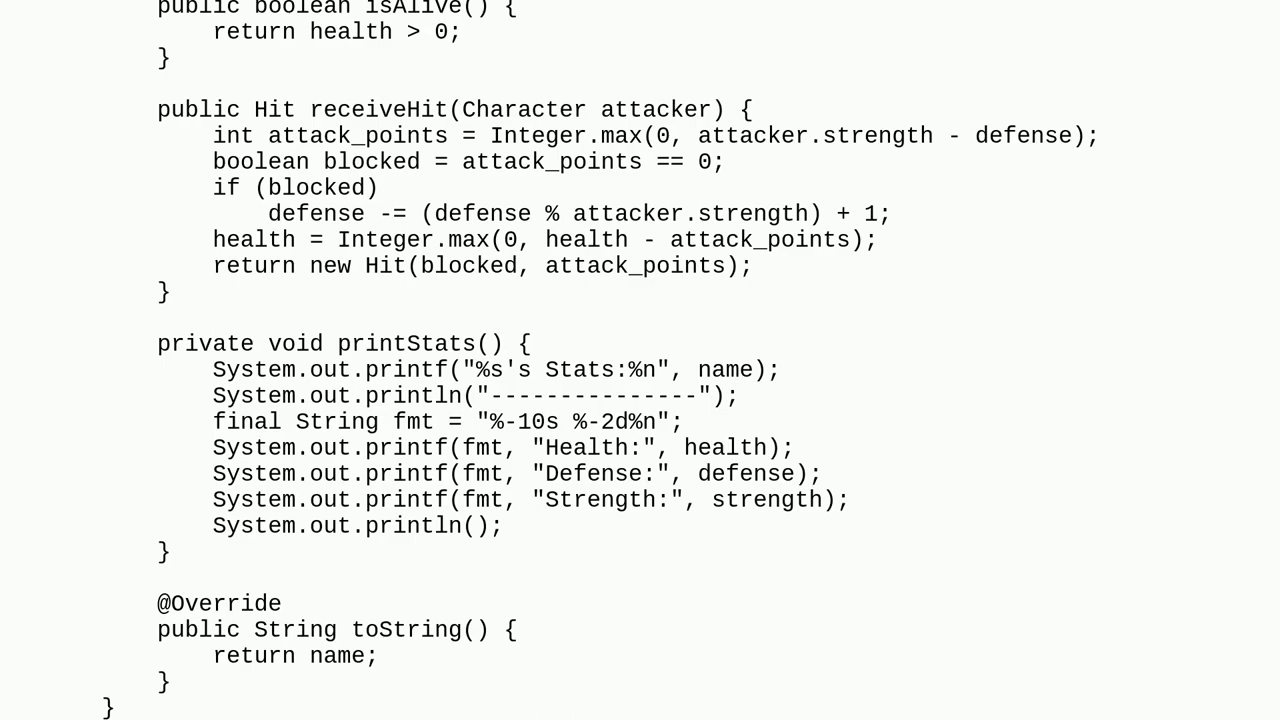 public boolean isAlive() {
return health > 0;
}
public Hit receiveHit(Character attacker) {
int attack_points = Integer.max(0, attacker.strength - defense);
boolean blocked = attack_points == 0;
if (blocked)
defense -= (defense % attacker.strength) + 1;
health = Integer.max(0, health - attack_points);
return new Hit(blocked, attack_points);
}
private void printStats() {
System.out.printf("%s's Stats:%n", name);
System.out.println("---------------");
final String fmt = "%-10s %-2d%n";
System.out.printf(fmt, "Health:", health);
System.out.printf(fmt, "Defense:", defense);
System.out.printf(fmt, "Strength:", strength);
System.out.println();
}
@Override
public String toString() {
return name;
}
}